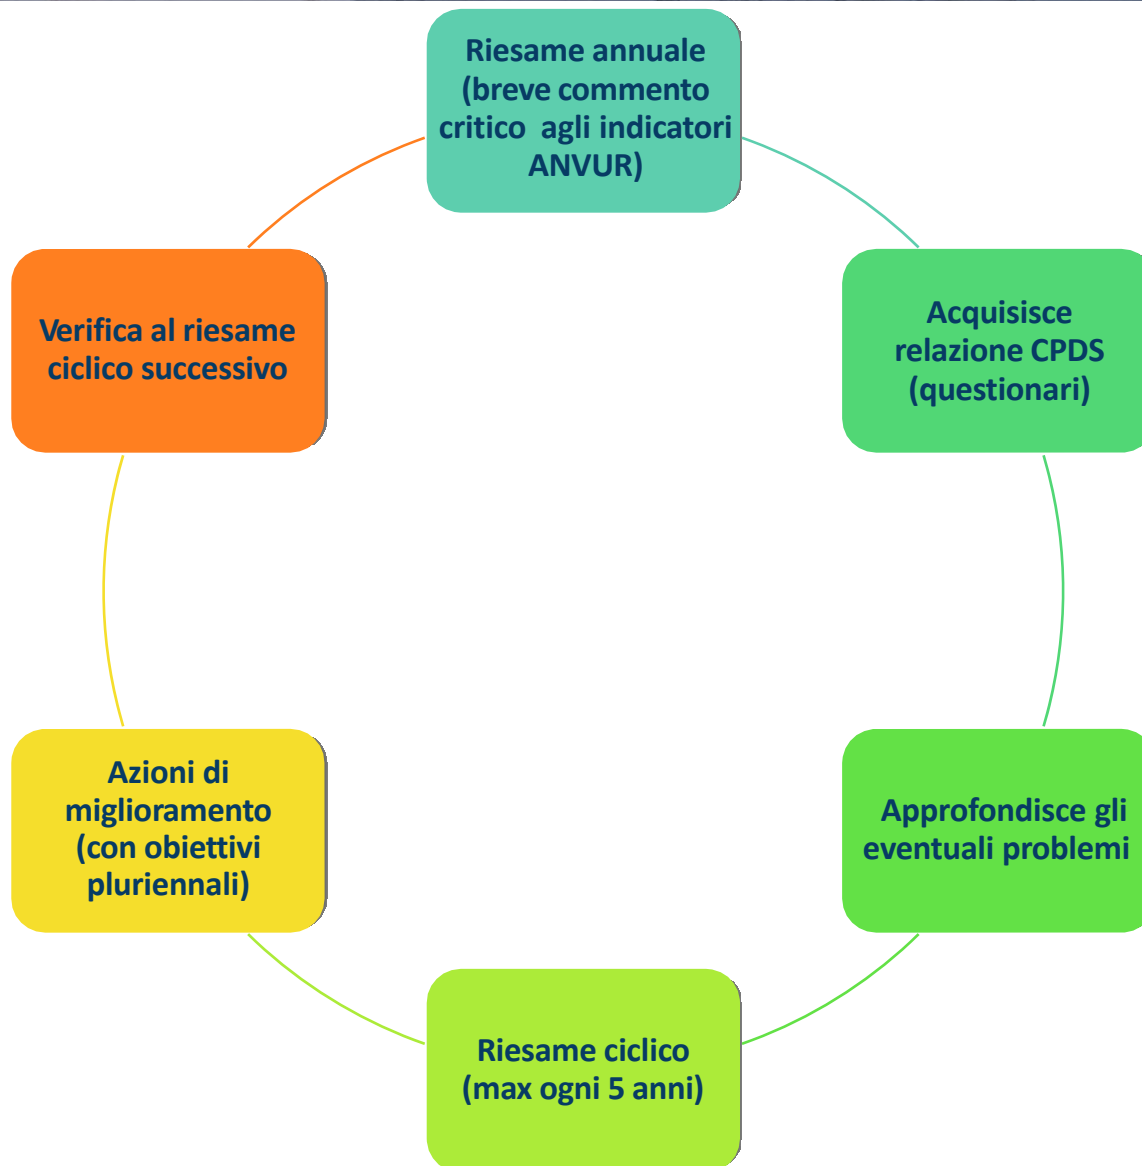 Riesame annuale
(breve commento
critico agli indicatori
ANVUR)
Acquisisce
relazione CPDS
(questionari)
Approfondisce gli
eventuali problemi
Riesame ciclico
(max ogni 5 anni)
Azioni di
miglioramento
(con obiettivi
pluriennali)
Verifica al riesame
ciclico successivo